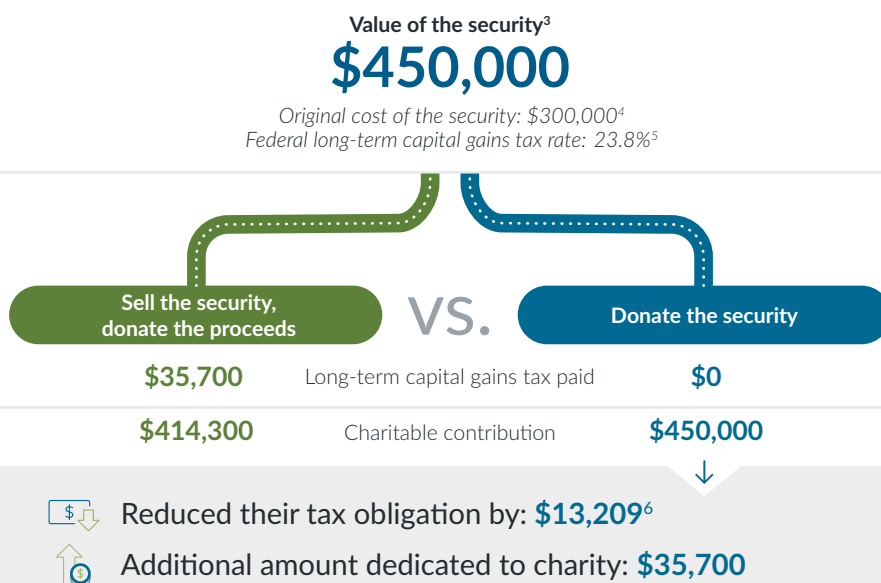 Value of the security³
$450,000
Original cost of the security: $300,000⁴
Federal long-term capital gains tax rate: 23.8%⁵
Sell the security,
donate the proceeds
vs.
Donate the security
$35,700 Long-term capital gains tax paid $0
$414,300 Charitable contribution $450,000
$ Reduced their tax obligation by: $13,209⁶
$ Additional amount dedicated to charity: $35,700